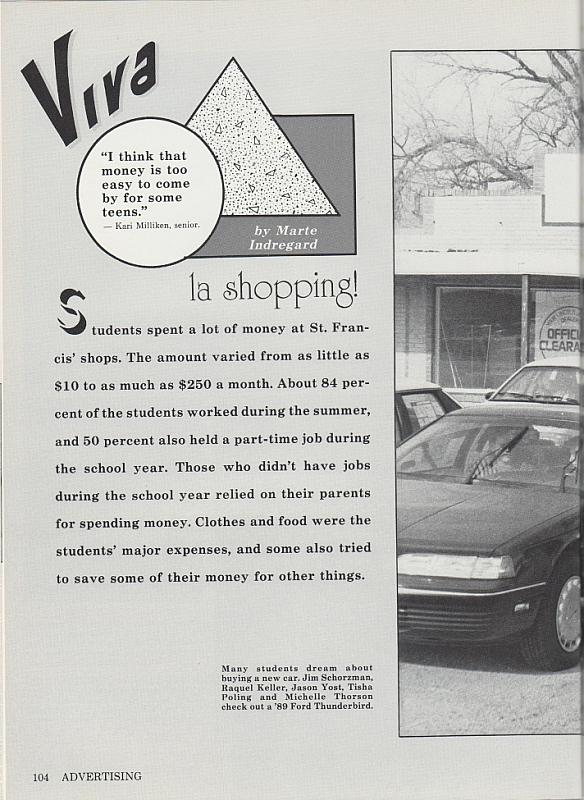 Viva
"I think that
money is too
easy to come
by for some
teens."
— Kari Milliken, senior.
by Marte
Indregard
la shopping!
Students spent a lot of money at St. Fran-
cis' shops. The amount varied from as little as
$10 to as much as $250 a month. About 84 per-
cent of the students worked during the summer,
and 50 percent also held a part-time job during
the school year. Those who didn't have jobs
during the school year relied on their parents
for spending money. Clothes and food were the
students' major expenses, and some also tried
to save some of their money for other things.
OFFIC
CLEARA
Many students dream about
buying a new car. Jim Schorzman,
Raquel Keller, Jason Yost, Tisha
Poling and Michelle Thorson
check out a '89 Ford Thunderbird.
104 ADVERTISING